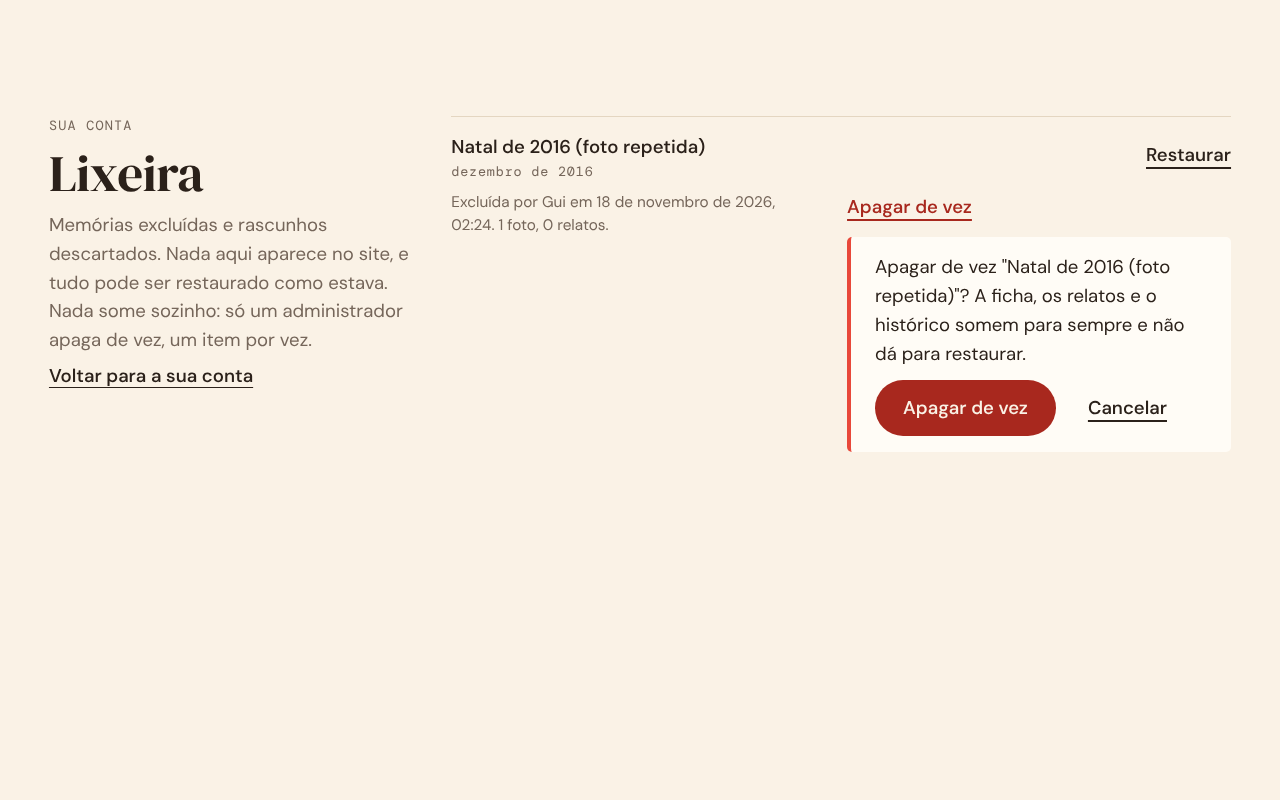 SUA CONTA
Lixeira
Memórias excluídas e rascunhos
descartados. Nada aqui aparece no site, e
tudo pode ser restaurado como estava.
Nada some sozinho: só um administrador
apaga de vez, um item por vez.
Voltar para a sua conta
Natal de 2016 (foto repetida)
dezembro de 2016
Excluída por Gui em 18 de novembro de 2026,
02:24. 1 foto, 0 relatos.
Restaurar
Apagar de vez
Apagar de vez "Natal de 2016 (foto
repetida)"? A ficha, os relatos e o
histórico somem para sempre e não
dá para restaurar.
Apagar de vez
Cancelar